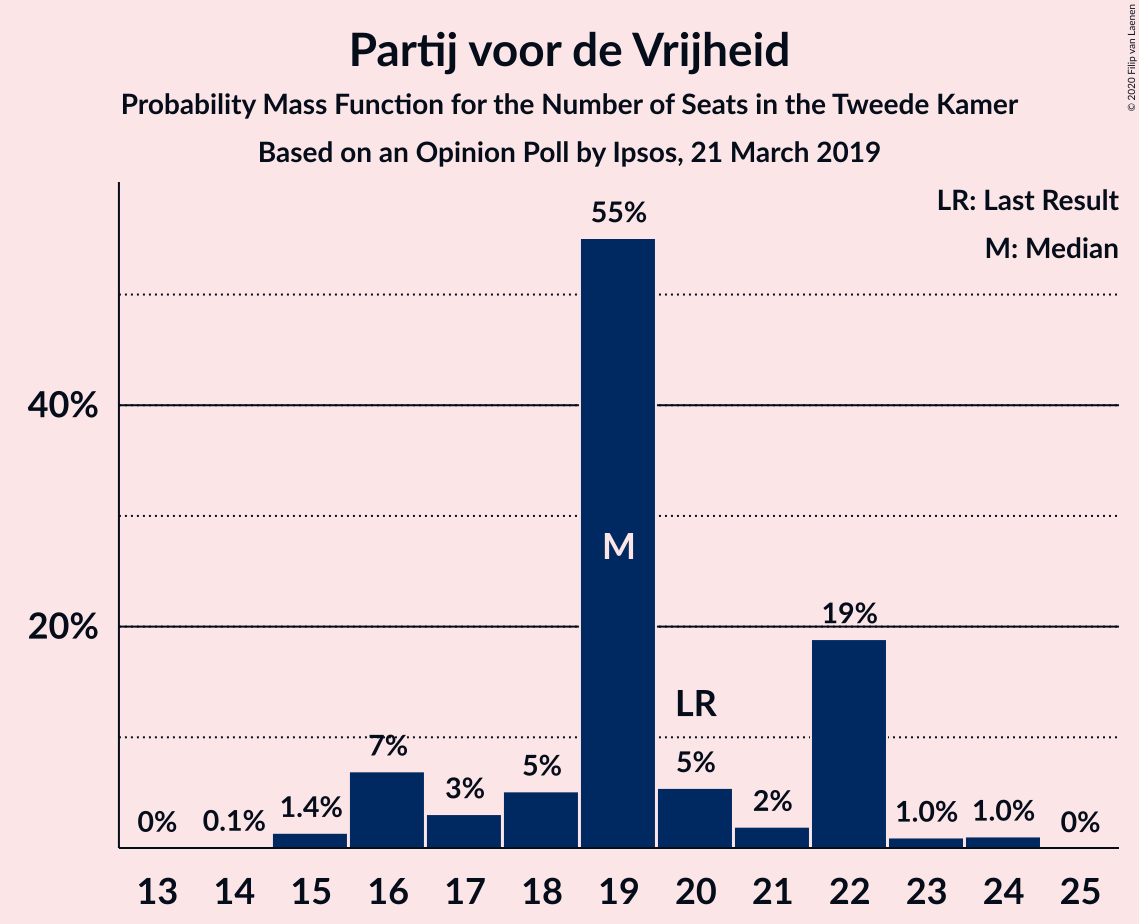 Partij voor de Vrijheid
Probability Mass Function for the Number of Seats in the Tweede Kamer
Based on an Opinion Poll by Ipsos, 21 March 2019
© 2020 Filip van Laenen
LR: Last Result
M: Median
55%
40%
M
20%
19%
LR
7%
5%
5%
3%
2%
1.4%
1.0%
1.0%
0%
0.1%
0%
13 14 15 16 17 18 19 20 21 22 23 24 25